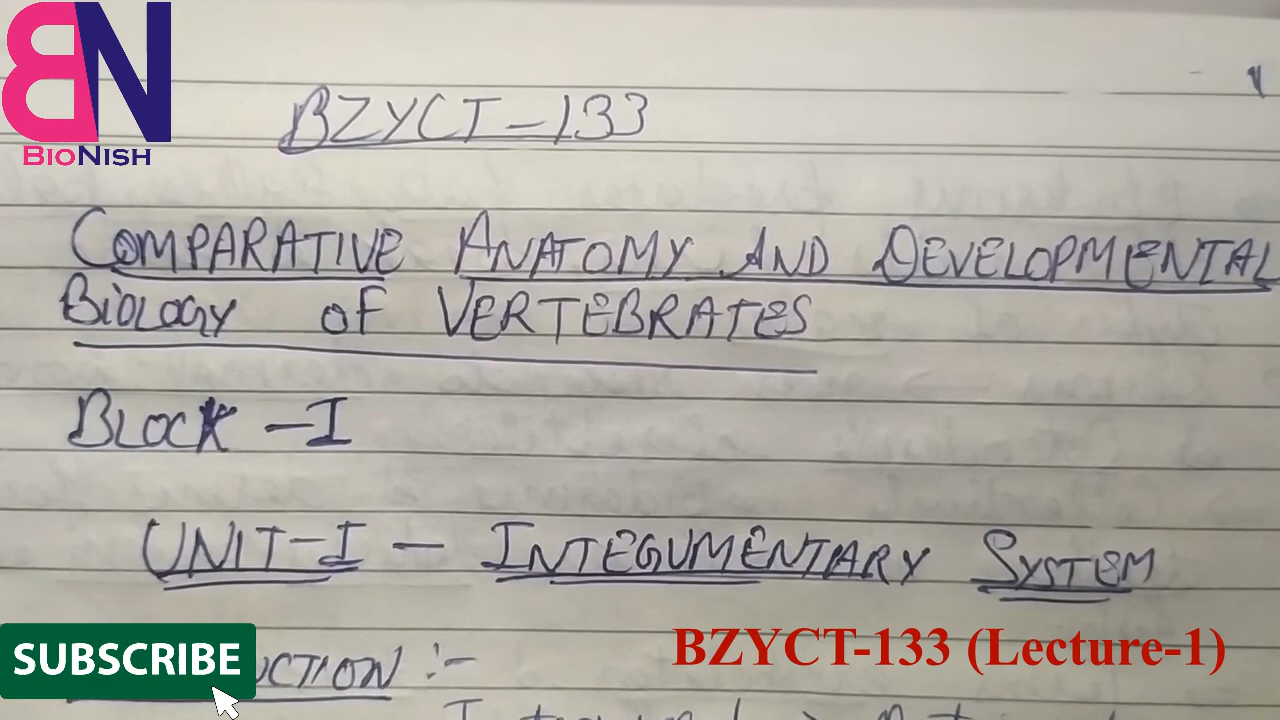 BN
BIONISH
BZYCT-133
COMPARATIVE ANATOMY AND DEVELOPMENTAL
BIOLOGY OF VERTEBRATES
BLOCK - I
UNIT-I - INTEGUMENTARY SYSTEM
SUBSCRIBE
UCTION :-
BZYCT-133 (Lecture-1)